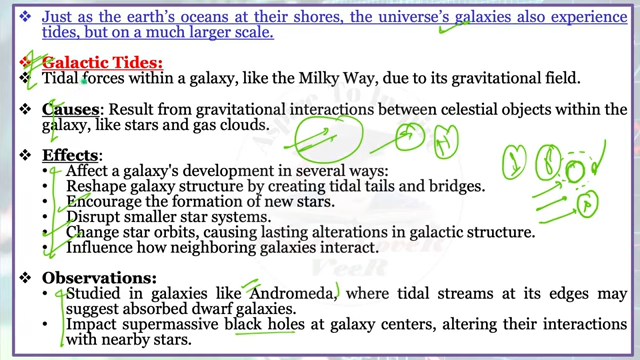 ❖ Just as the earth's oceans at their shores, the universe's galaxies also experience
tides, but on a much larger scale.
❖ Galactic Tides:
❖ Tidal forces within a galaxy, like the Milky Way, due to its gravitational field.
❖ Causes: Result from gravitational interactions between celestial objects within the
galaxy, like stars and gas clouds.
❖ Effects:
• Affect a galaxy's development in several ways:
• Reshape galaxy structure by creating tidal tails and bridges.
• Encourage the formation of new stars.
• Disrupt smaller star systems.
• Change star orbits, causing lasting alterations in galactic structure.
• Influence how neighboring galaxies interact.
❖ Observations:
• Studied in galaxies like Andromeda, where tidal streams at its edges may
suggest absorbed dwarf galaxies.
• Impact supermassive black holes at galaxy centers, altering their interactions
with nearby stars.